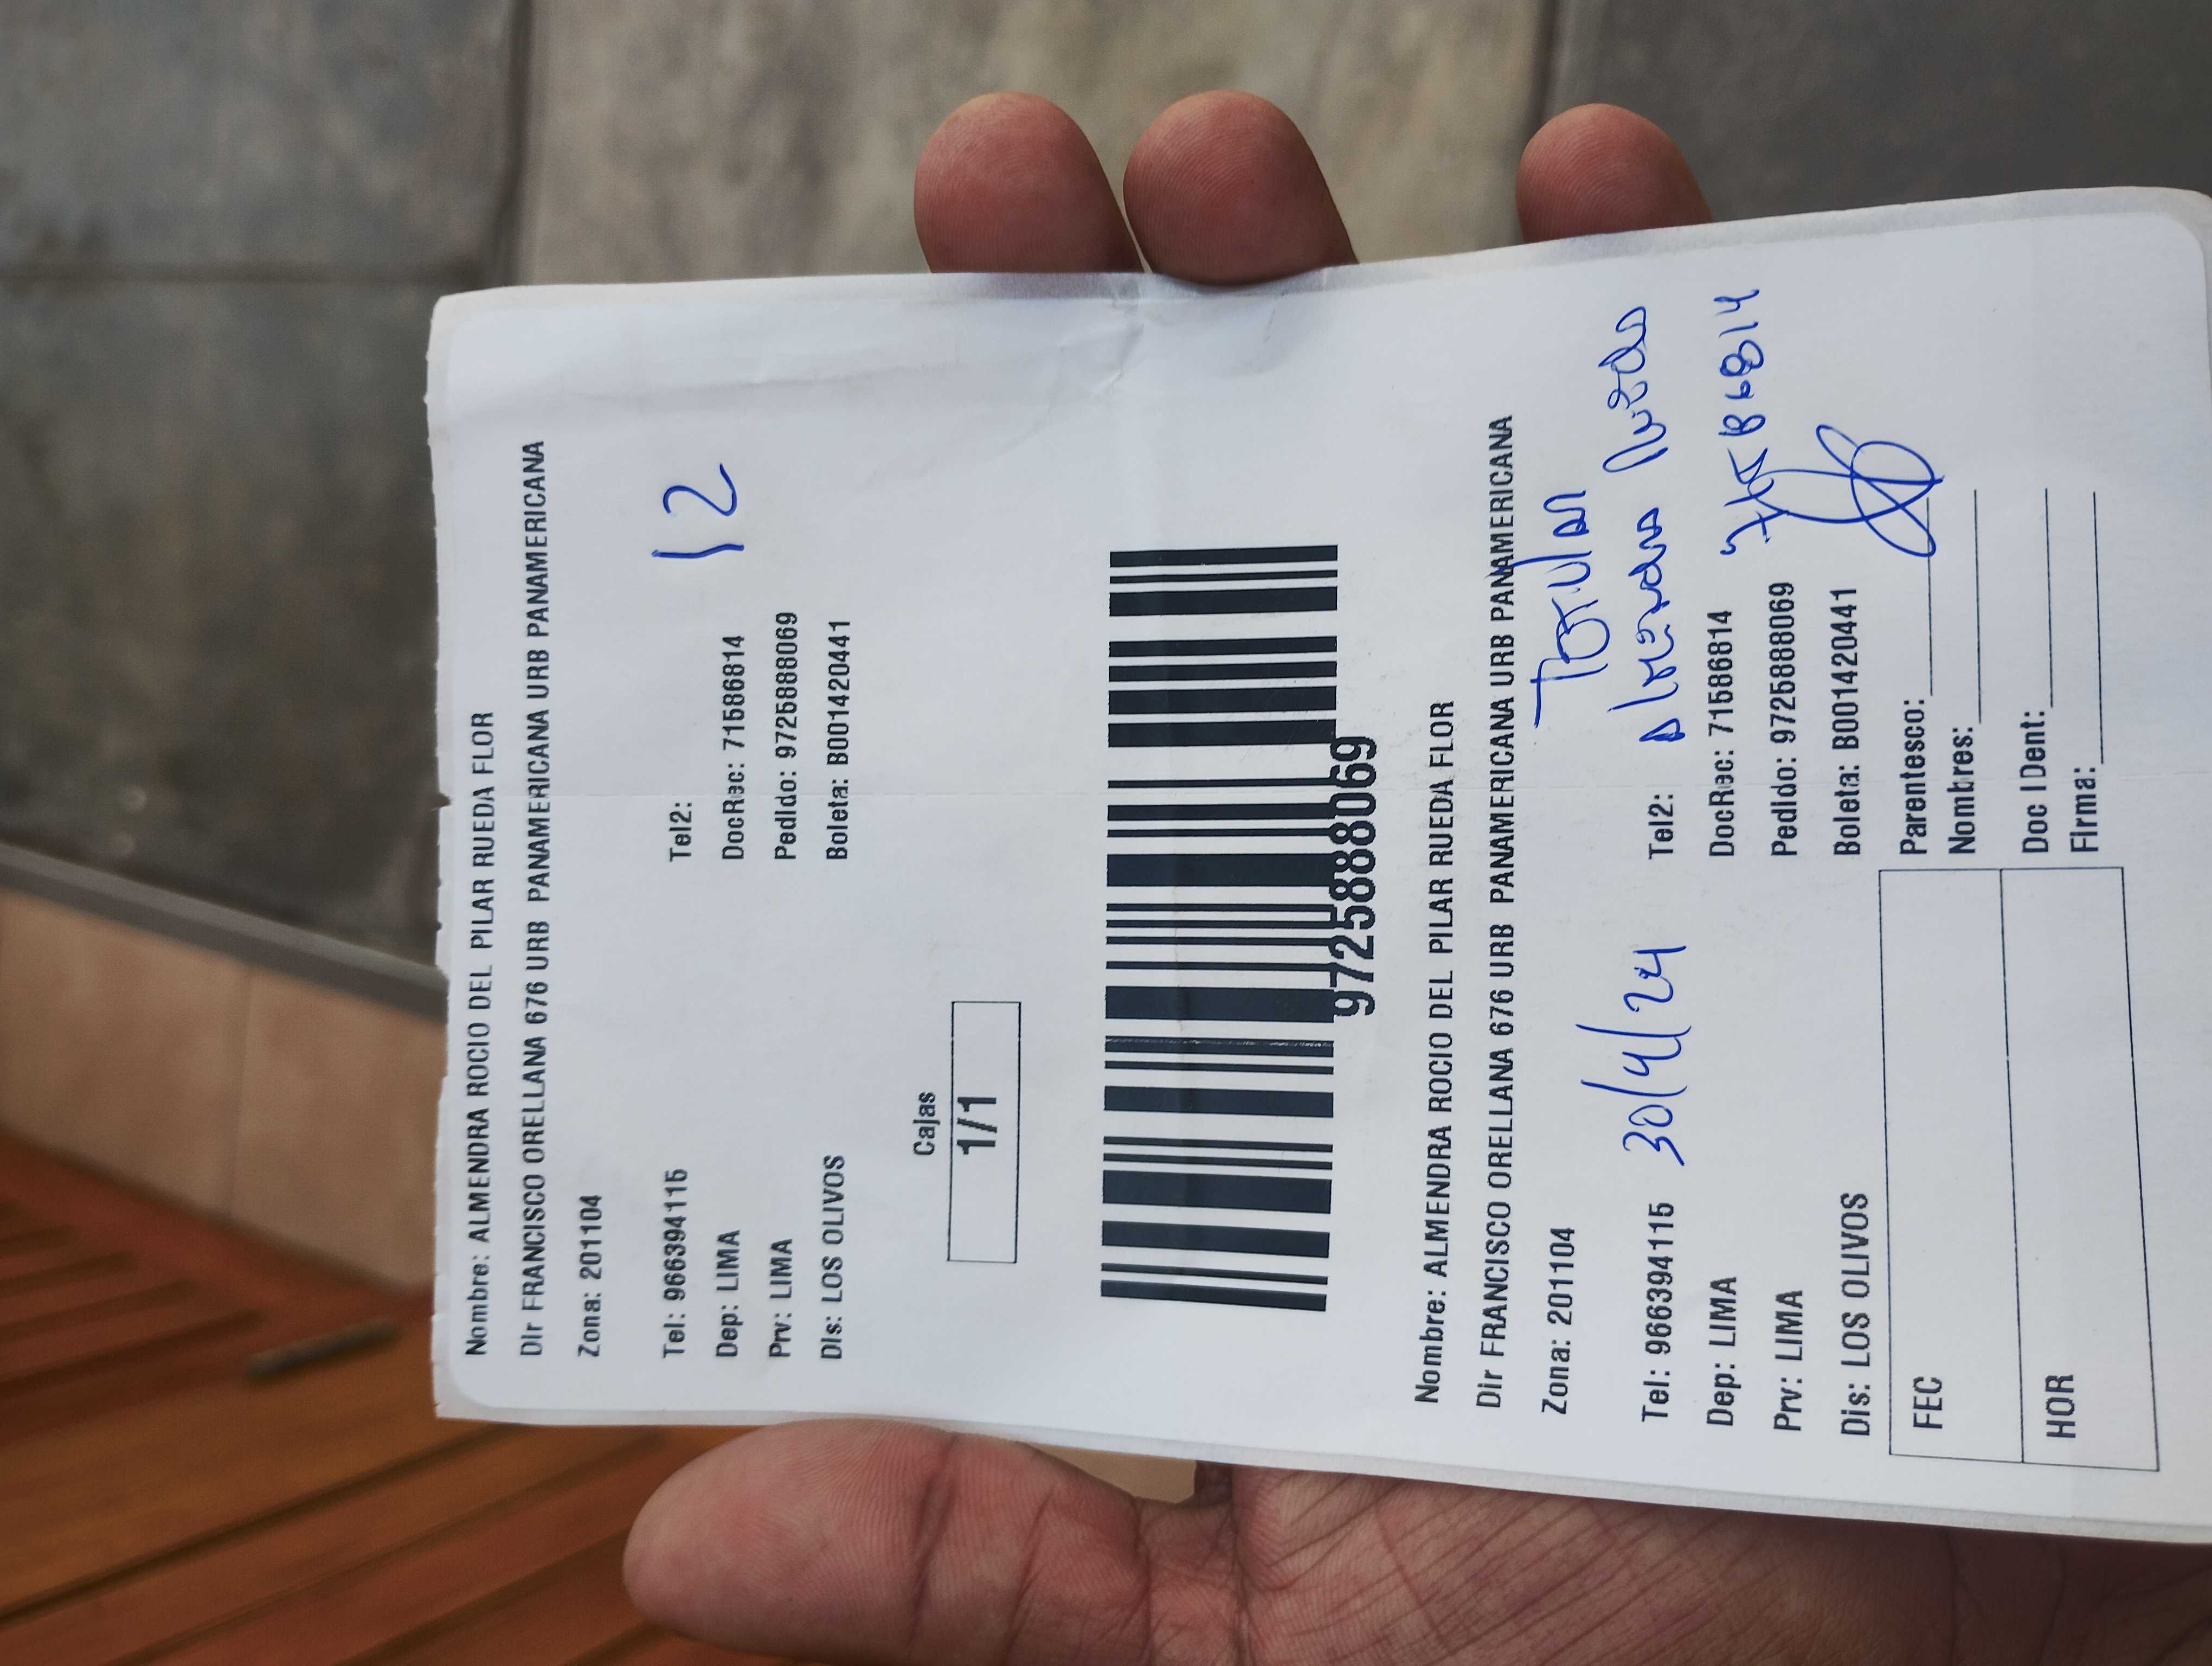 Nombre: ALMENDRA ROCIO DEL PILAR RUEDA FLOR
Dir FRANCISCO ORELLANA 676 URB PANAMERICANA URB PANAMERICANA
Zona: 201104
Tel: 966394115 Tel2:
12
Dep: LIMA DocRec: 71586814
Prv: LIMA Pedido: 9725888069
Dis: LOS OLIVOS Boleta: B001420441
Cajas
1/1
9725888069
Nombre: ALMENDRA ROCIO DEL PILAR RUEDA FLOR
Dir FRANCISCO ORELLANA 676 URB PANAMERICANA URB PANAMERICANA
Zona: 201104 Titular
Tel: 966394115 30/4/24 Tel2: Almendra Rueda
Dep: LIMA DocRec: 71586814 71586814
Prv: LIMA Pedido: 9725888069
Dis: LOS OLIVOS Boleta: B001420441
FEC Parentesco:
Nombres:
HOR Doc IDent:
Firma: